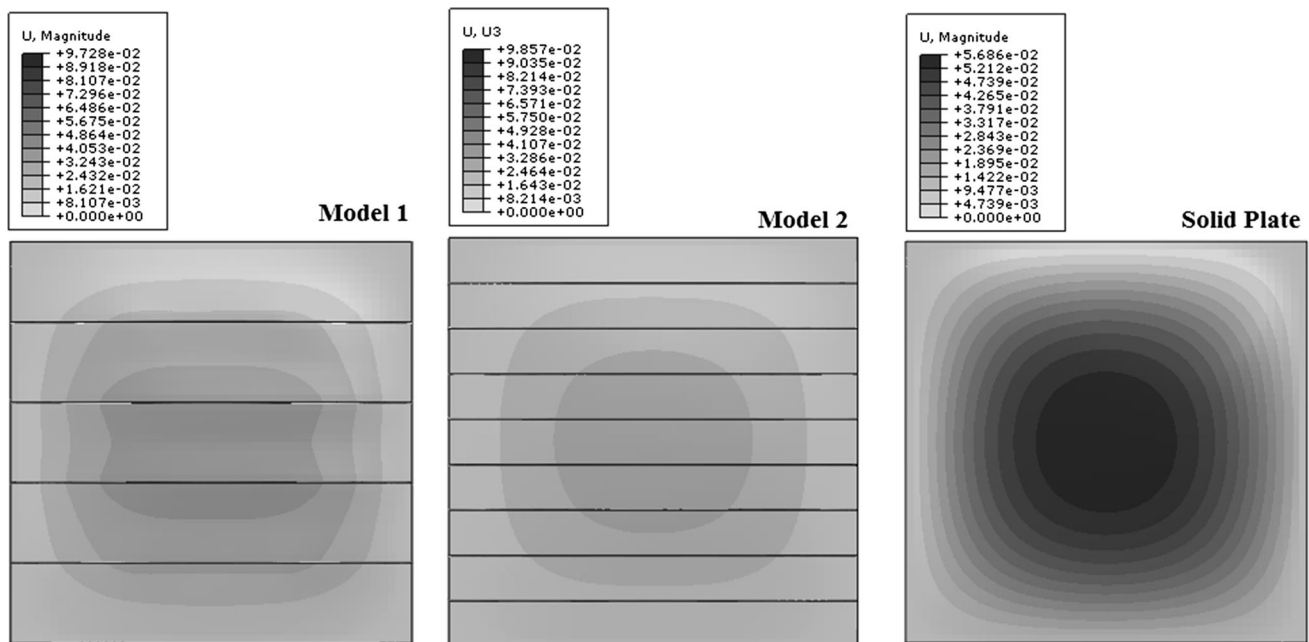 U, Magnitude
+9.728e-02
+8.918e-02
+8.107e-02
+7.296e-02
+6.486e-02
+5.675e-02
+4.864e-02
+4.053e-02
+3.243e-02
+2.432e-02
+1.621e-02
+8.107e-03
+0.000e+00
Model 1
U, U3
+9.857e-02
+9.035e-02
+8.214e-02
+7.393e-02
+6.571e-02
+5.750e-02
+4.928e-02
+4.107e-02
+3.286e-02
+2.464e-02
+1.643e-02
+8.214e-03
+0.000e+00
Model 2
U, Magnitude
+5.686e-02
+5.212e-02
+4.739e-02
+4.265e-02
+3.791e-02
+3.317e-02
+2.843e-02
+2.369e-02
+1.895e-02
+1.422e-02
+9.477e-03
+4.739e-03
+0.000e+00
Solid Plate